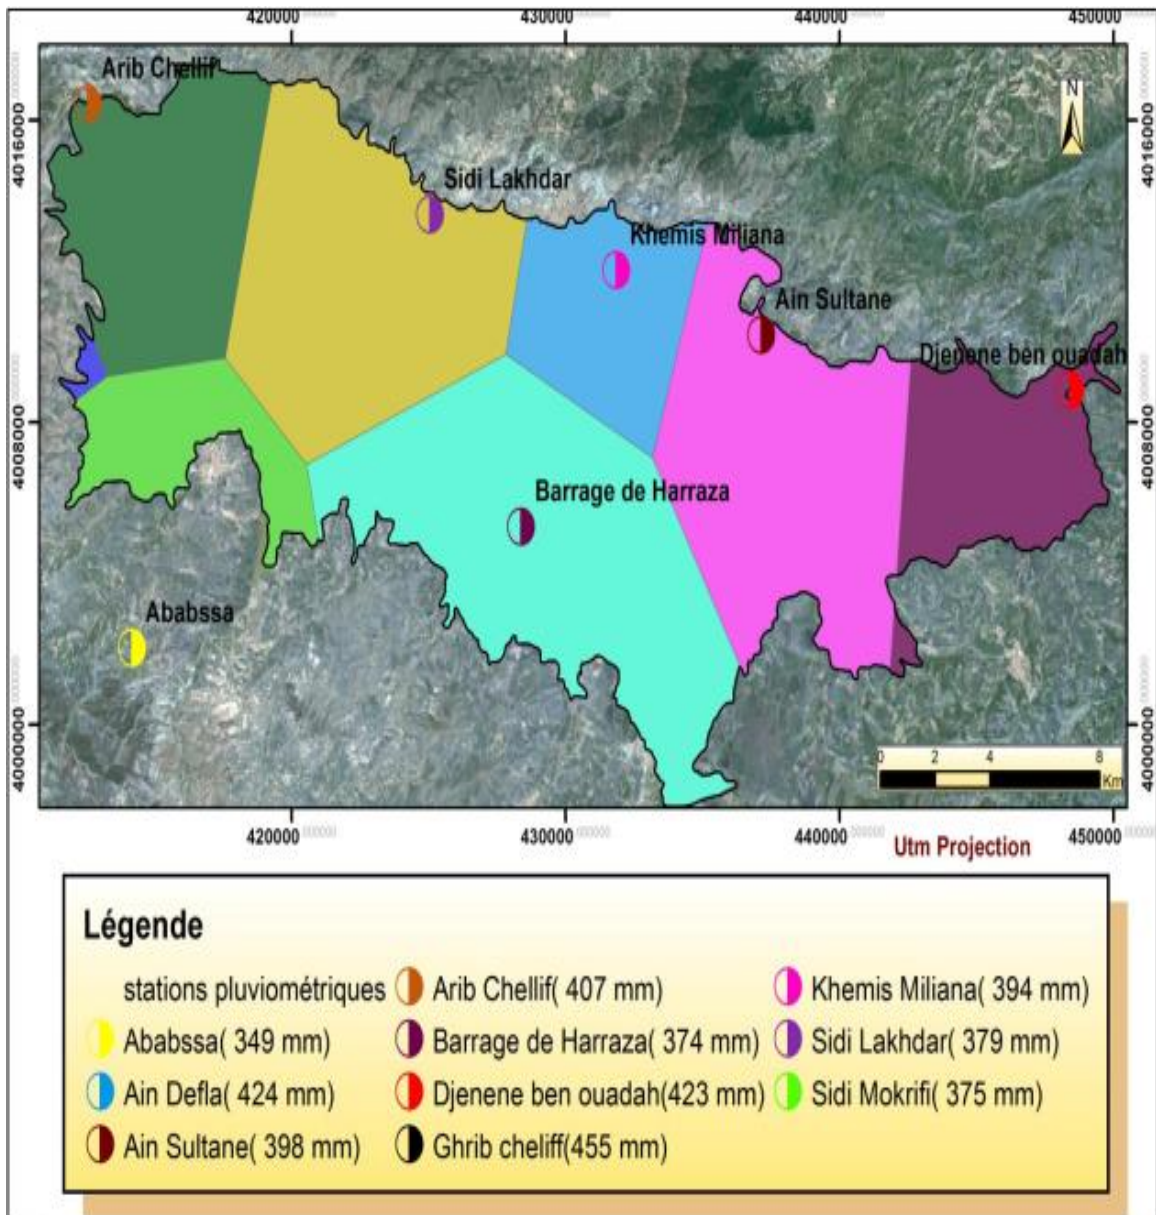 420000 430000 440000 450000
Arib Chellif
N
4016000 4016000
Sidi Lakhdar
Khemis Miliana
Ain Sultane
Djenene ben ouadah
4008000 4008000
Barrage de Harraza
Ababssa
4000000 4000000
0 2 4 8
Km
420000 430000 440000 450000
Utm Projection
Légende
stations pluviométriques
Ababssa( 349 mm)
Ain Defla( 424 mm)
Ain Sultane( 398 mm)
Arib Chellif( 407 mm)
Barrage de Harraza( 374 mm)
Djenene ben ouadah(423 mm)
Ghrib cheliff(455 mm)
Khemis Miliana( 394 mm)
Sidi Lakhdar( 379 mm)
Sidi Mokrifi( 375 mm)